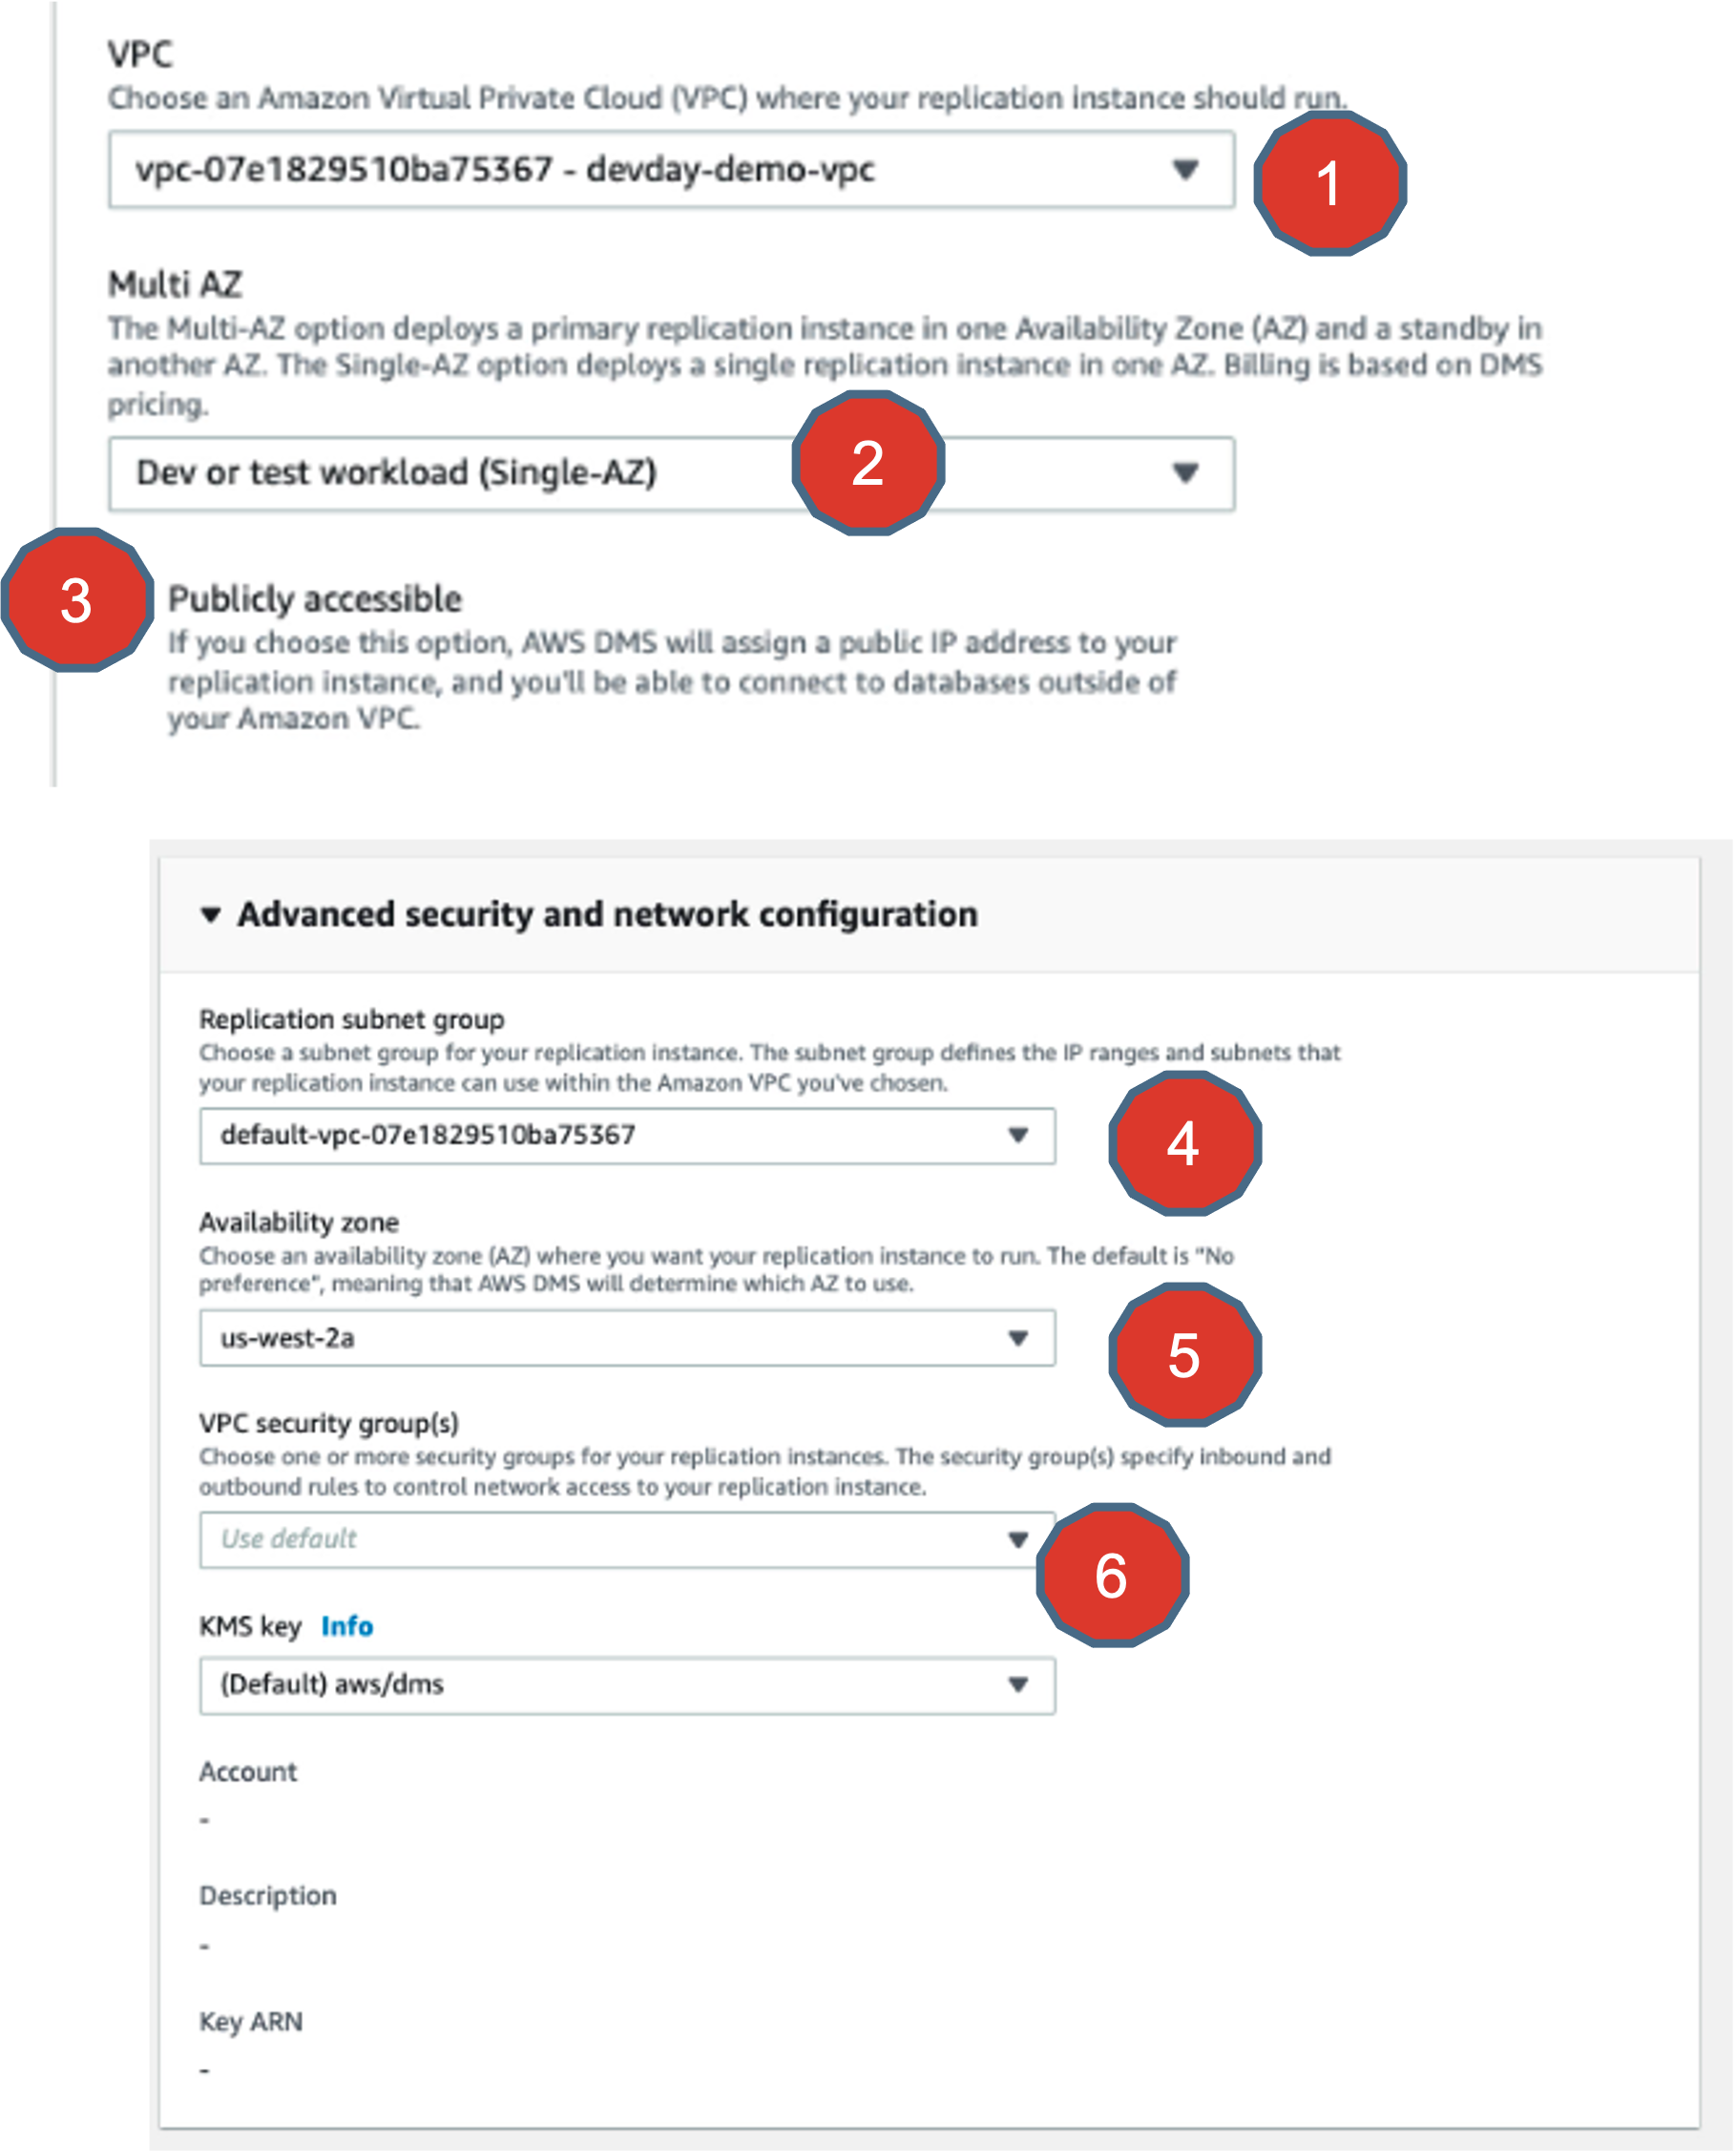 VPC
Choose an Amazon Virtual Private Cloud (VPC) where your replication instance should run.
vpc-07e1829510ba75367 - devday-demo-vpc
1
Multi AZ
The Multi-AZ option deploys a primary replication instance in one Availability Zone (AZ) and a standby in
another AZ. The Single-AZ option deploys a single replication instance in one AZ. Billing is based on DMS
pricing.
Dev or test workload (Single-AZ)
2
3
Publicly accessible
If you choose this option, AWS DMS will assign a public IP address to your
replication instance, and you'll be able to connect to databases outside of
your Amazon VPC.
Advanced security and network configuration
Replication subnet group
Choose a subnet group for your replication instance. The subnet group defines the IP ranges and subnets that
your replication instance can use within the Amazon VPC you've chosen.
default-vpc-07e1829510ba75367
4
Availability zone
Choose an availability zone (AZ) where you want your replication instance to run. The default is "No
preference", meaning that AWS DMS will determine which AZ to use.
us-west-2a
5
VPC security group(s)
Choose one or more security groups for your replication instances. The security group(s) specify inbound and
outbound rules to control network access to your replication instance.
Use default
6
KMS key Info
(Default) aws/dms
Account
-
Description
-
Key ARN
-